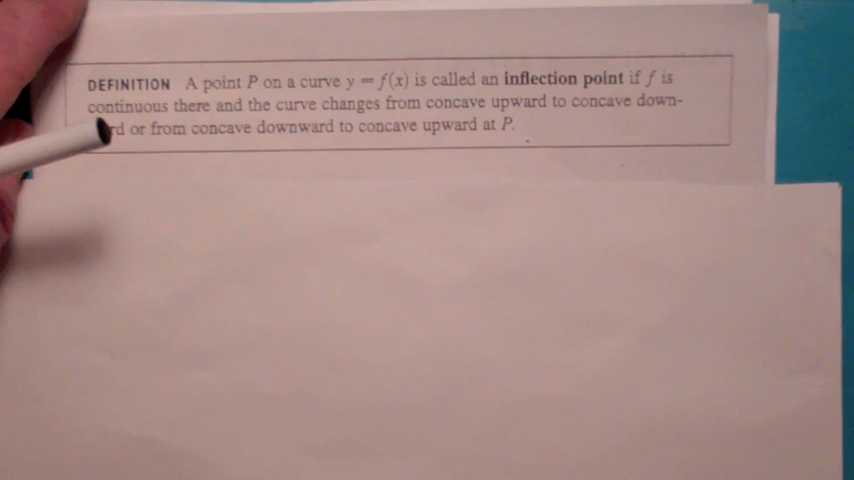 DEFINITION A point P on a curve y = f(x) is called an inflection point if f is
continuous there and the curve changes from concave upward to concave down-
rd or from concave downward to concave upward at P.